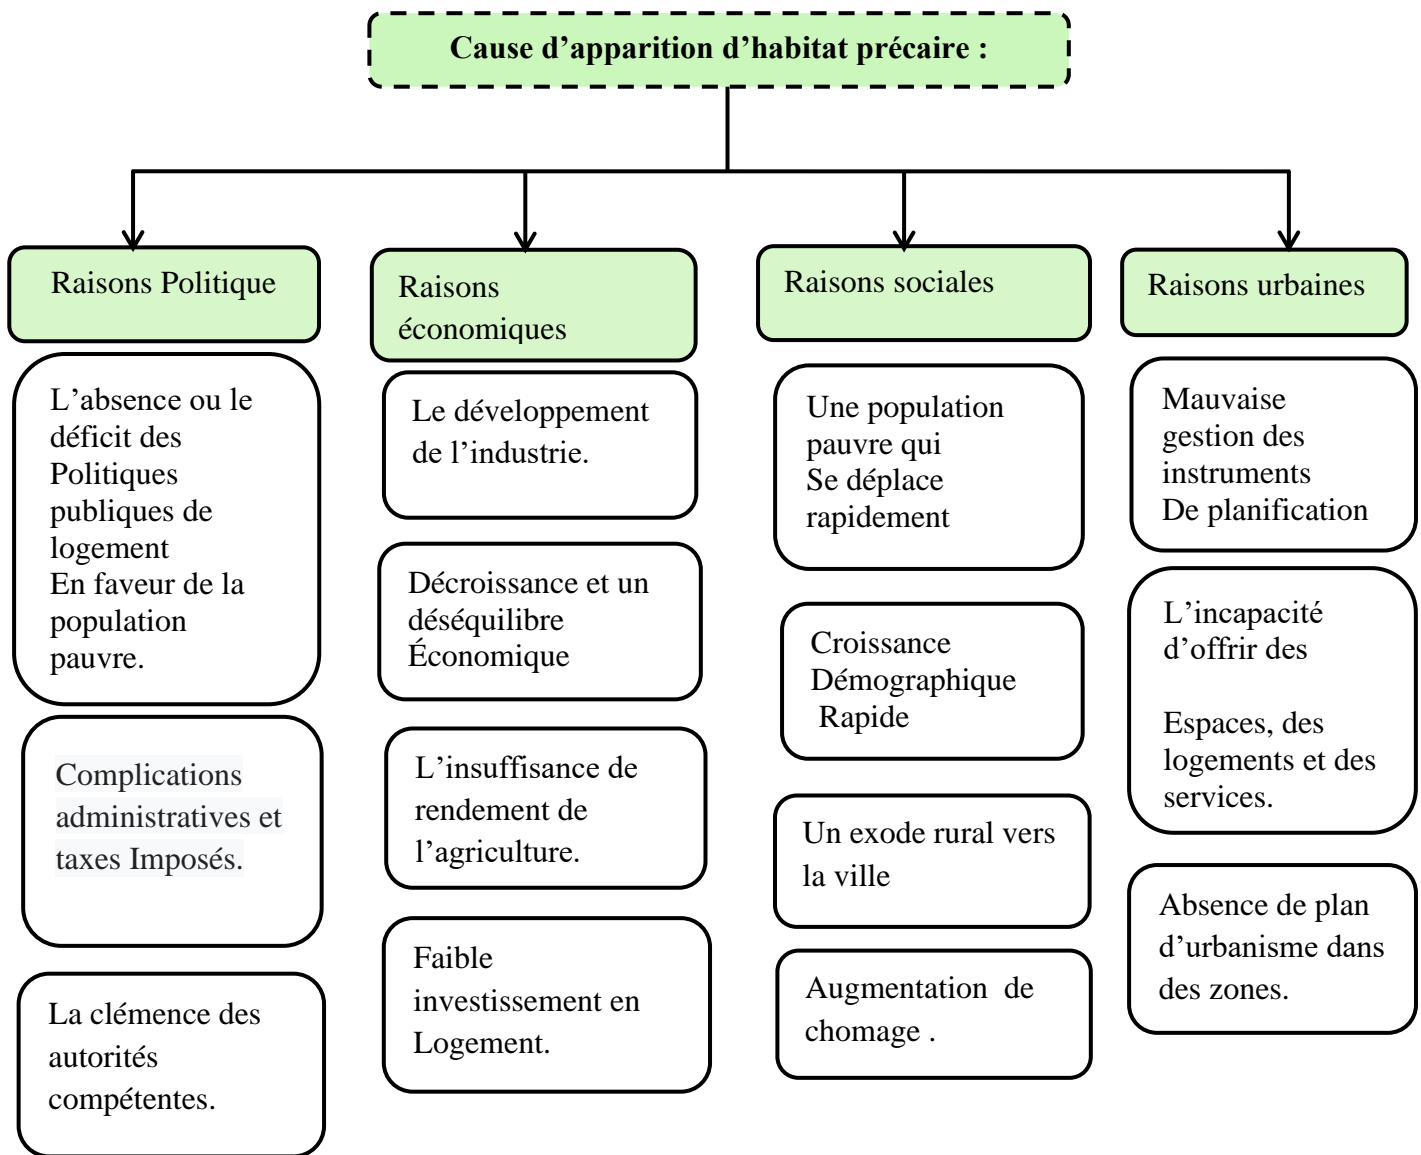 Cause d’apparition d’habitat précaire :
Raisons Politique
L’absence ou le
déficit des
Politiques
publiques de
logement
En faveur de la
population
pauvre.
Complications
administratives et
taxes Imposés.
La clémence des
autorités
compétentes.
Raisons
économiques
Le développement
de l’industrie.
Décroissance et un
déséquilibre
Économique
L’insuffisance de
rendement de
l’agriculture.
Faible
investissement en
Logement.
Raisons sociales
Une population
pauvre qui
Se déplace
rapidement
Croissance
Démographique
Rapide
Un exode rural vers
la ville
Augmentation de
chomage .
Raisons urbaines
Mauvaise
gestion des
instruments
De planification
L’incapacité
d’offrir des
Espaces, des
logements et des
services.
Absence de plan
d’urbanisme dans
des zones.